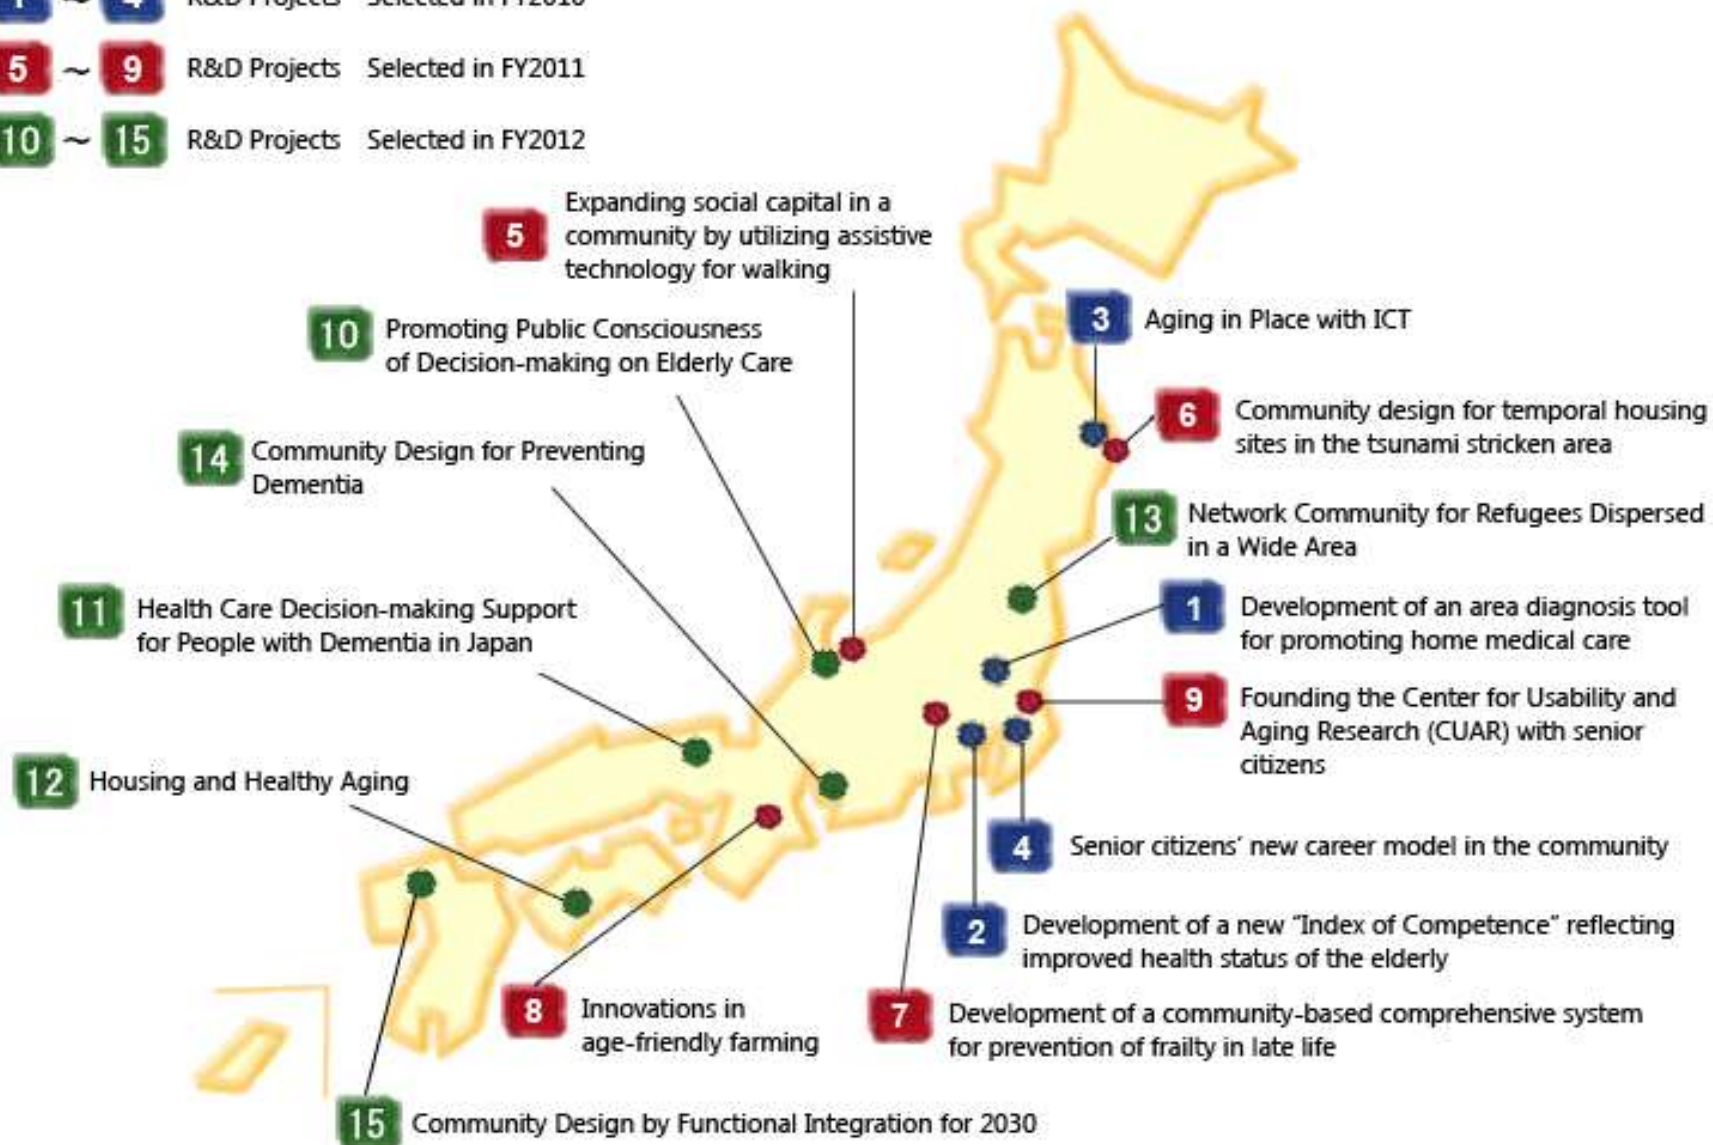 1 ~ 4 R&D Projects Selected in FY2010
5 ~ 9 R&D Projects Selected in FY2011
10 ~ 15 R&D Projects Selected in FY2012
5 Expanding social capital in a
community by utilizing assistive
technology for walking
10 Promoting Public Consciousness
of Decision-making on Elderly Care
3 Aging in Place with ICT
6 Community design for temporal housing
sites in the tsunami stricken area
14 Community Design for Preventing
Dementia
13 Network Community for Refugees Dispersed
in a Wide Area
11 Health Care Decision-making Support
for People with Dementia in Japan
1 Development of an area diagnosis tool
for promoting home medical care
9 Founding the Center for Usability and
Aging Research (CUAR) with senior
citizens
12 Housing and Healthy Aging
4 Senior citizens' new career model in the community
2 Development of a new "Index of Competence" reflecting
improved health status of the elderly
8 Innovations in
age-friendly farming
7 Development of a community-based comprehensive system
for prevention of frailty in late life
15 Community Design by Functional Integration for 2030